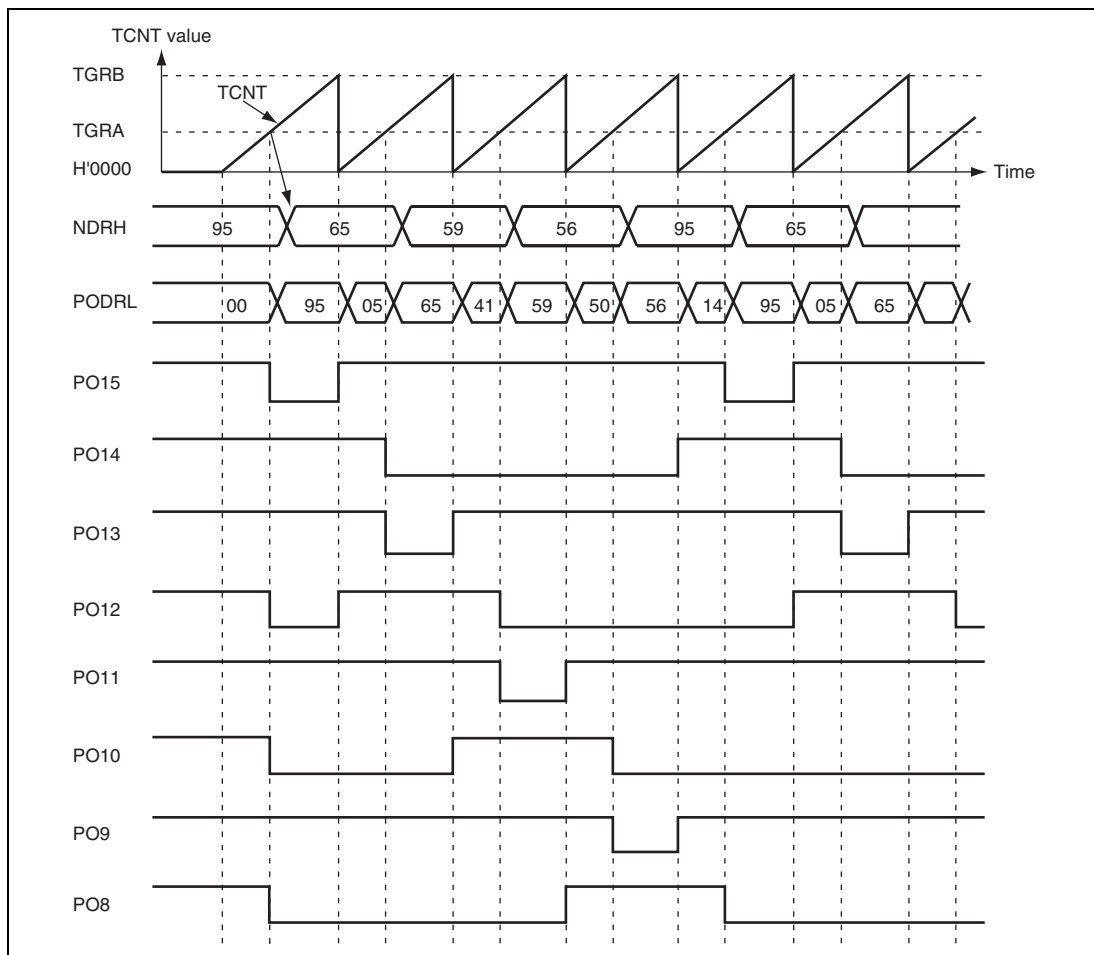 TCNT value
TGRB
TCNT
TGRA
H'0000
Time
NDRH 95 65 59 56 95 65
PODRL 00 95 05 65 41 59 50 56 14 95 05 65
PO15
PO14
PO13
PO12
PO11
PO10
PO9
PO8